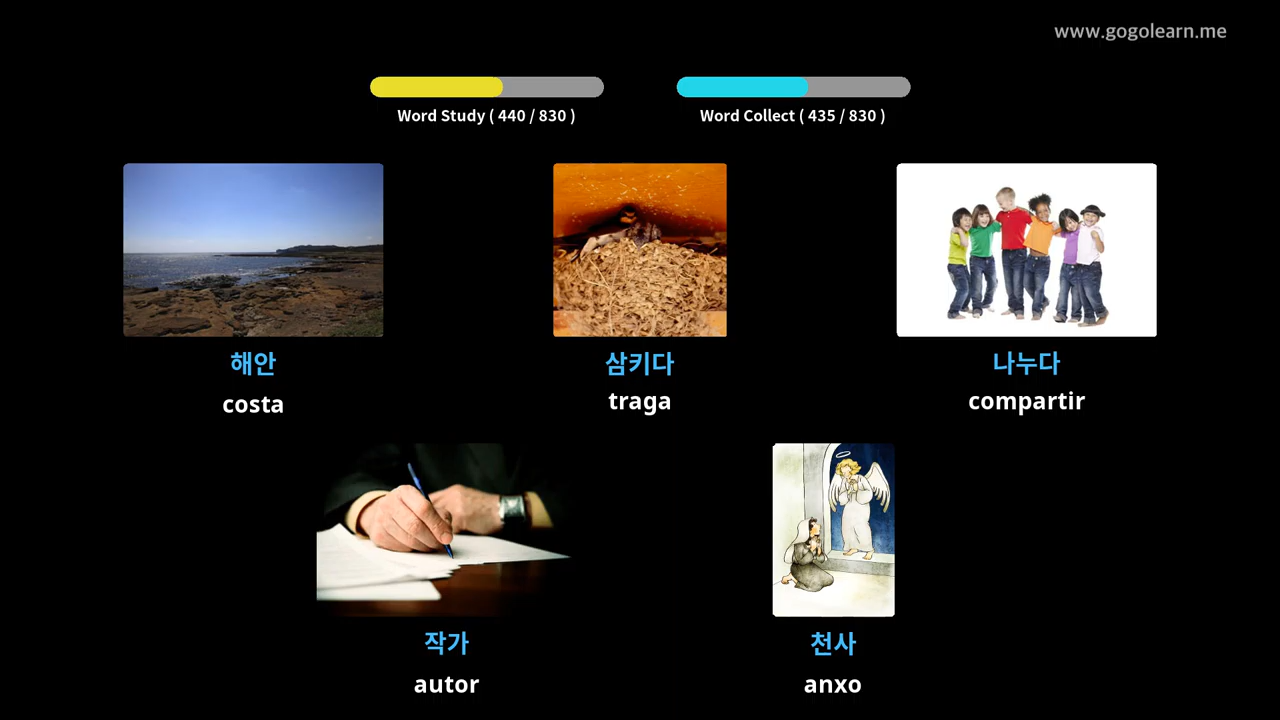 www.gogolearn.me
Word Study ( 440 / 830 )
Word Collect ( 435 / 830 )
해안
costa
삼키다
traga
나누다
compartir
작가
autor
천사
anxo